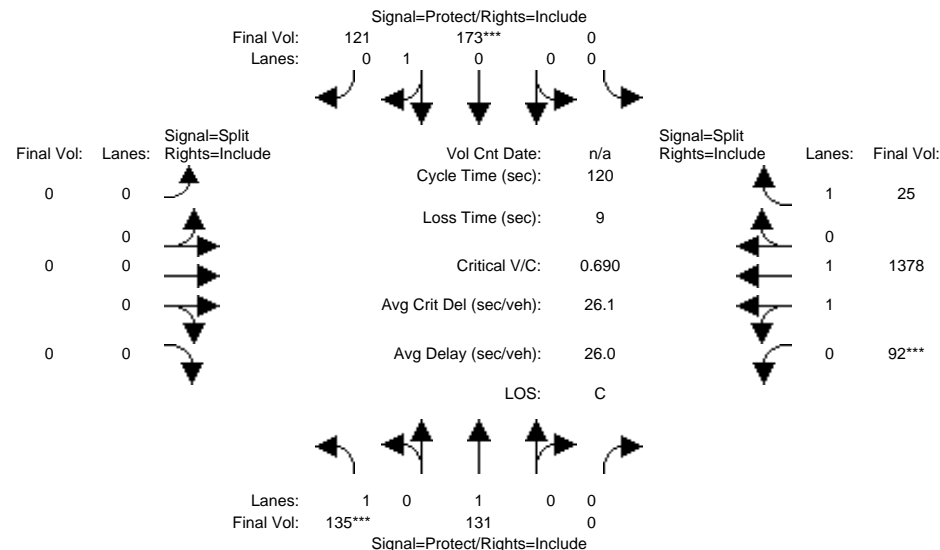 Signal=Protect/Rights=Include
Final Vol: 121 173*** 0
Lanes: 0 1 0 0 0
Signal=Split Signal=Split
Final Vol: Lanes: Rights=Include Vol Cnt Date: n/a Rights=Include Lanes: Final Vol:
Cycle Time (sec): 120
0 0 1 25
Loss Time (sec): 9
0 0
0 0 Critical V/C: 0.690 1 1378
0 Avg Crit Del (sec/veh): 26.1 1
0 0 Avg Delay (sec/veh): 26.0 0 92***
LOS: C
Lanes: 1 0 1 0 0
Final Vol: 135*** 131 0
Signal=Protect/Rights=Include